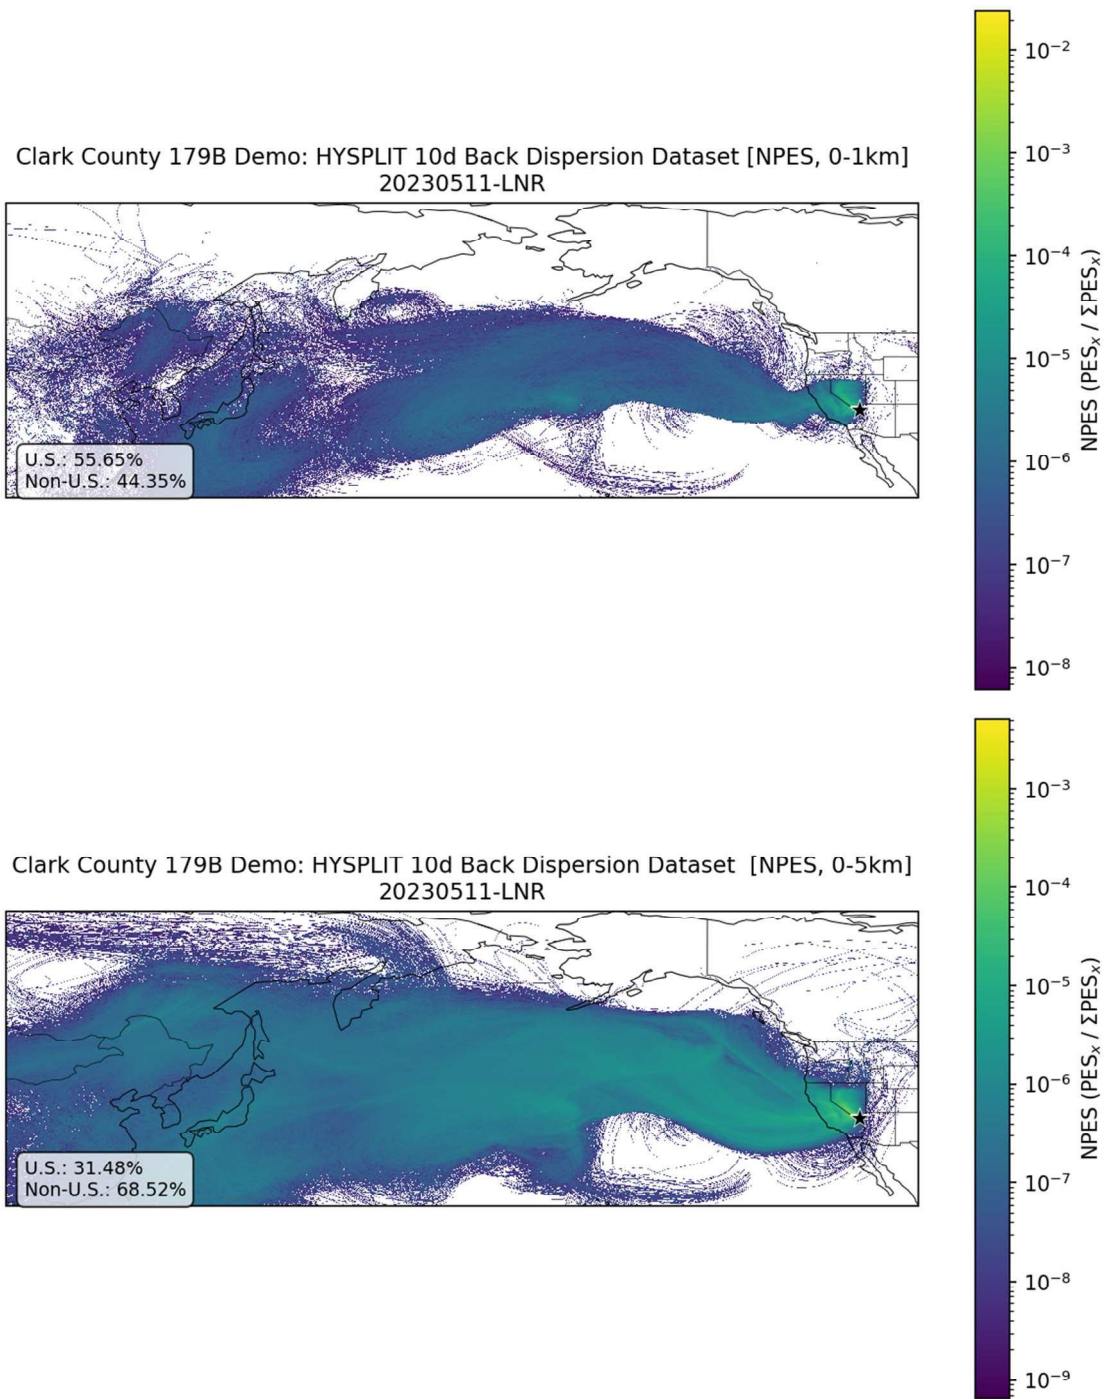 Clark County 179B Demo: HYSPLIT 10d Back Dispersion Dataset [NPES, 0-1km]
20230511-LNR
U.S.: 55.65%
Non-U.S.: 44.35%
10⁻²
10⁻³
10⁻⁴
10⁻⁵
10⁻⁶
10⁻⁷
10⁻⁸
NPES (PESₓ / ΣPESₓ)
Clark County 179B Demo: HYSPLIT 10d Back Dispersion Dataset [NPES, 0-5km]
20230511-LNR
U.S.: 31.48%
Non-U.S.: 68.52%
10⁻³
10⁻⁴
10⁻⁵
10⁻⁶
10⁻⁷
10⁻⁸
10⁻⁹
NPES (PESₓ / ΣPESₓ)